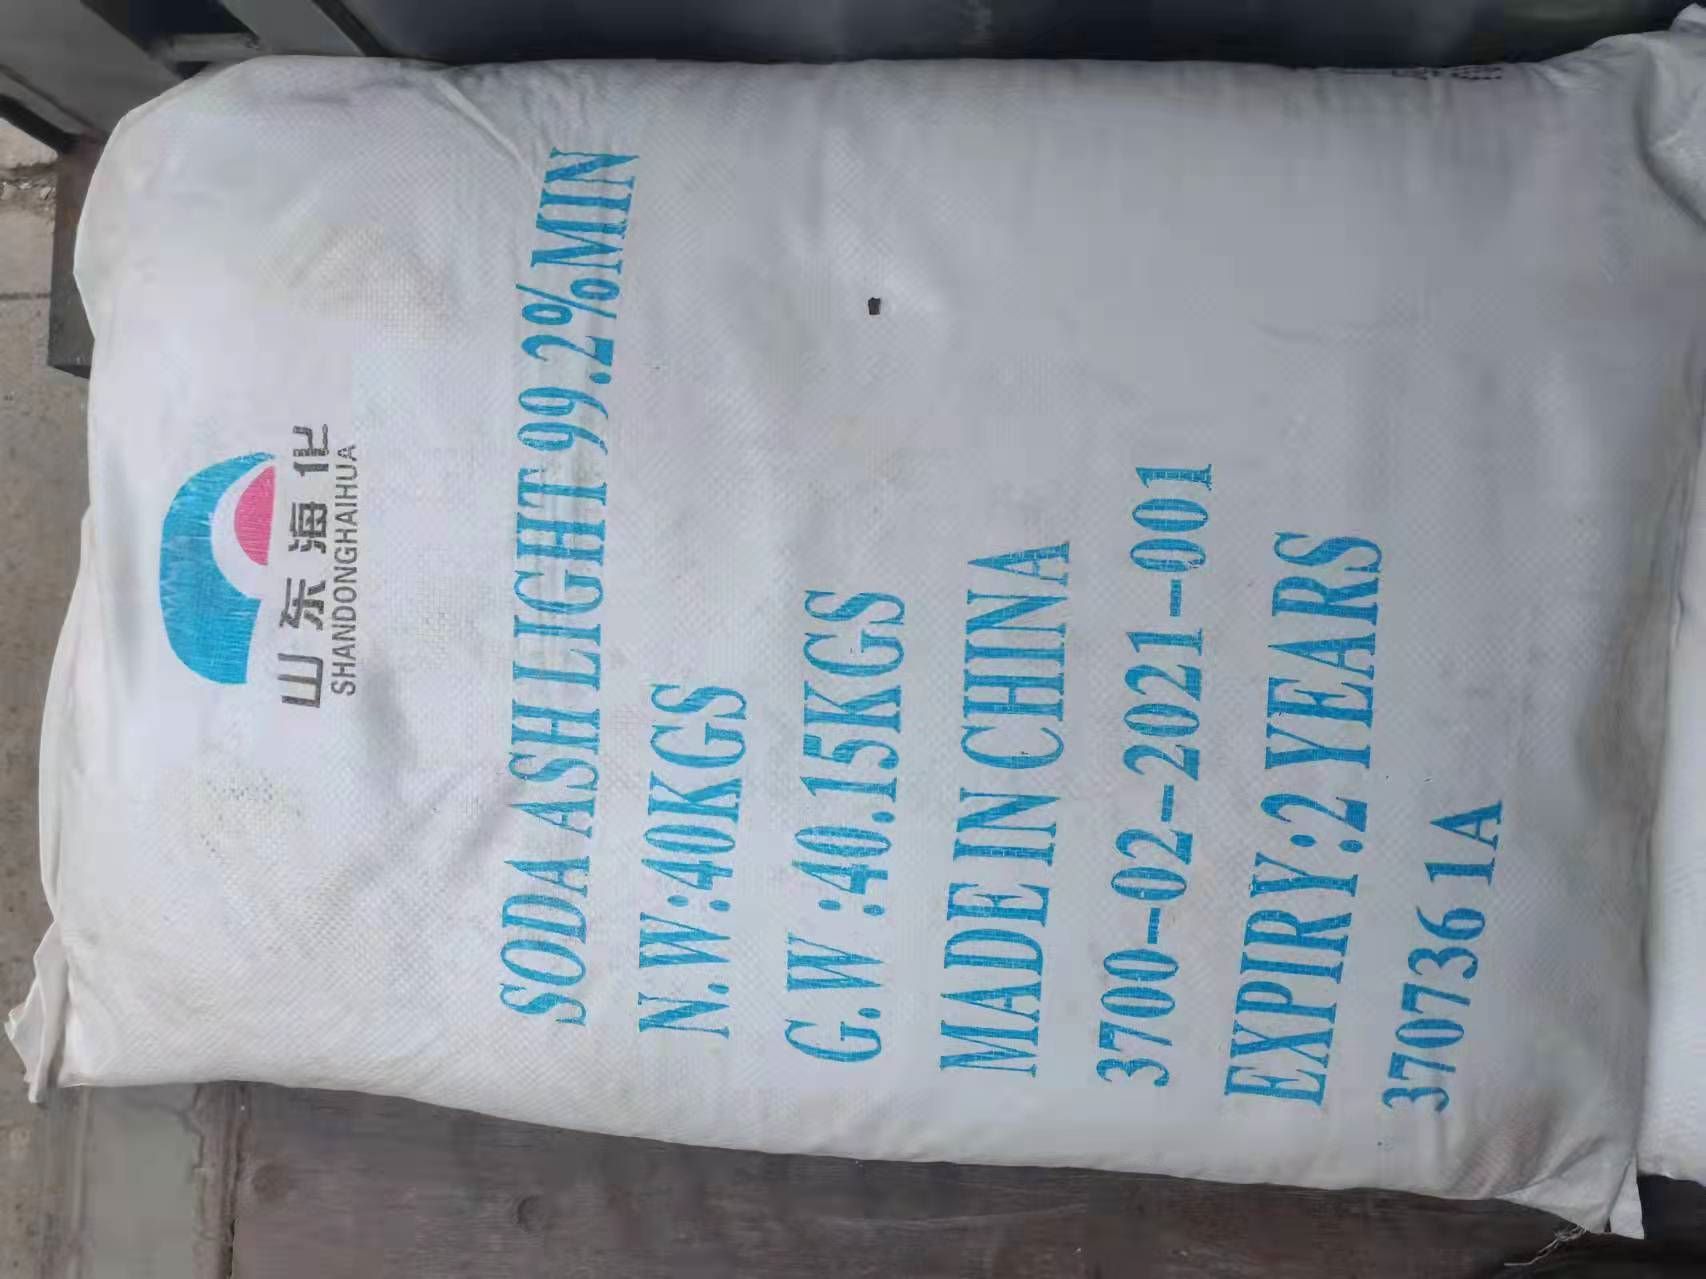 山东海化
SHANDONGHAIHUA
SODA ASH LIGHT 99.2%MIN
N.W:40KGS
G.W :40.15KGS
MADE IN CHINA
3700-02-2021-001
EXPIRY:2 YEARS
370736 1A